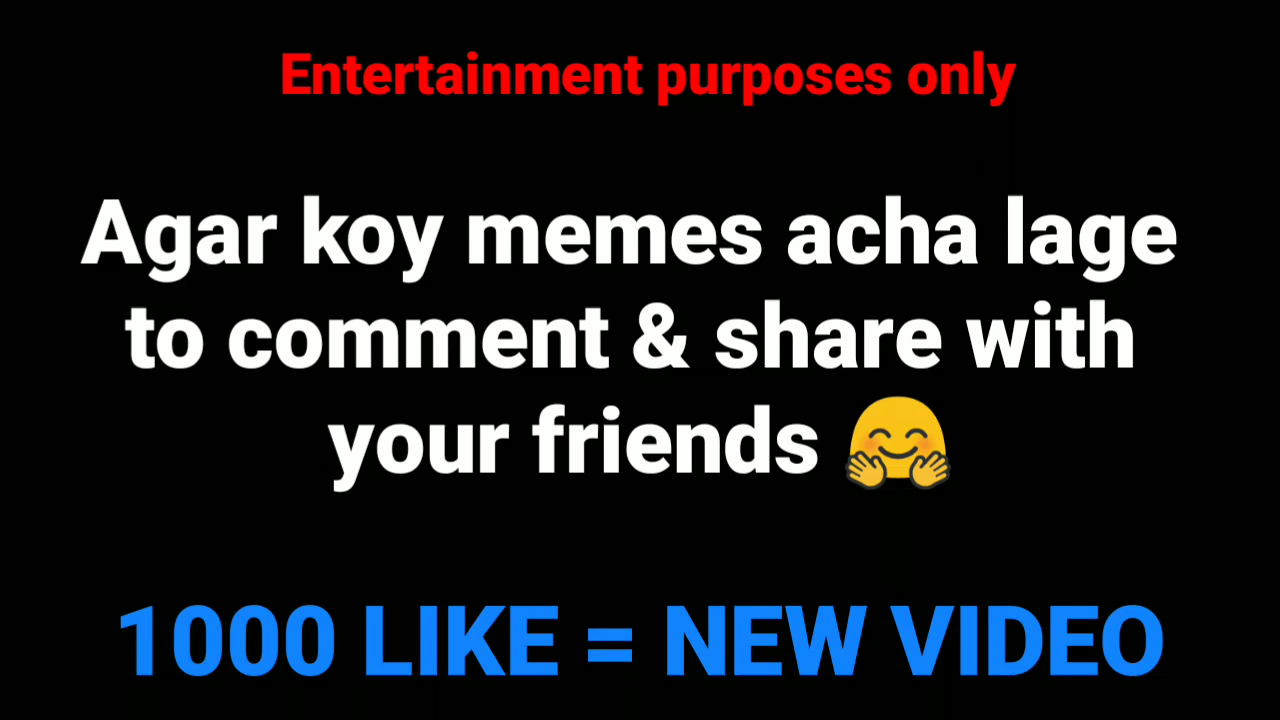 Entertainment purposes only
Agar koy memes acha lage
to comment & share with
your friends 🤗
1000 LIKE = NEW VIDEO